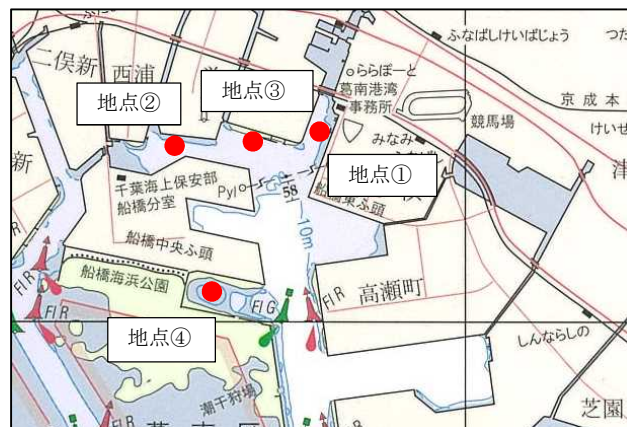 ふなばしけいばじょう
二俣新
西浦
ららぽーと
葛南港湾
事務所
地点②
地点③
競馬場
京成本
けいせ
みなみ
地点①
津
新
千葉海上保安部
船橋分室
Pyl
58
船橋東ふ頭
10m
船橋中央ふ頭
Fl R
船橋海浜公園
Fl R
Fl G
Fl R
高瀬町
地点④
しんならしの
潮干狩場
芝園
Fl R